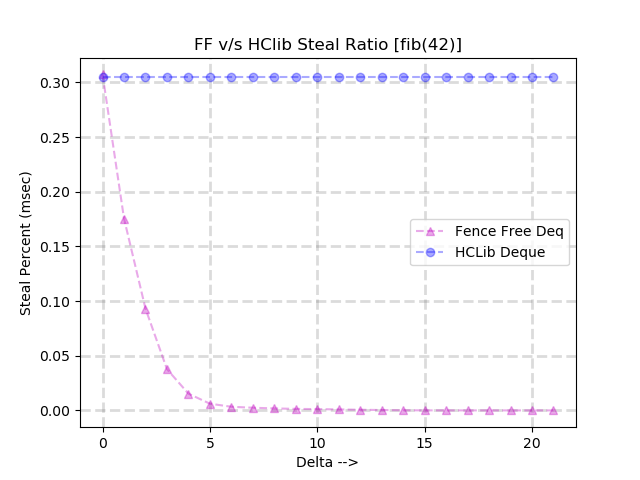 FF v/s HClib Steal Ratio [fib(42)]
0.30
0.25
0.20
0.15
0.10
0.05
0.00
Steal Percent (msec)
Fence Free Deq
HCLib Deque
0 5 10 15 20
Delta -->